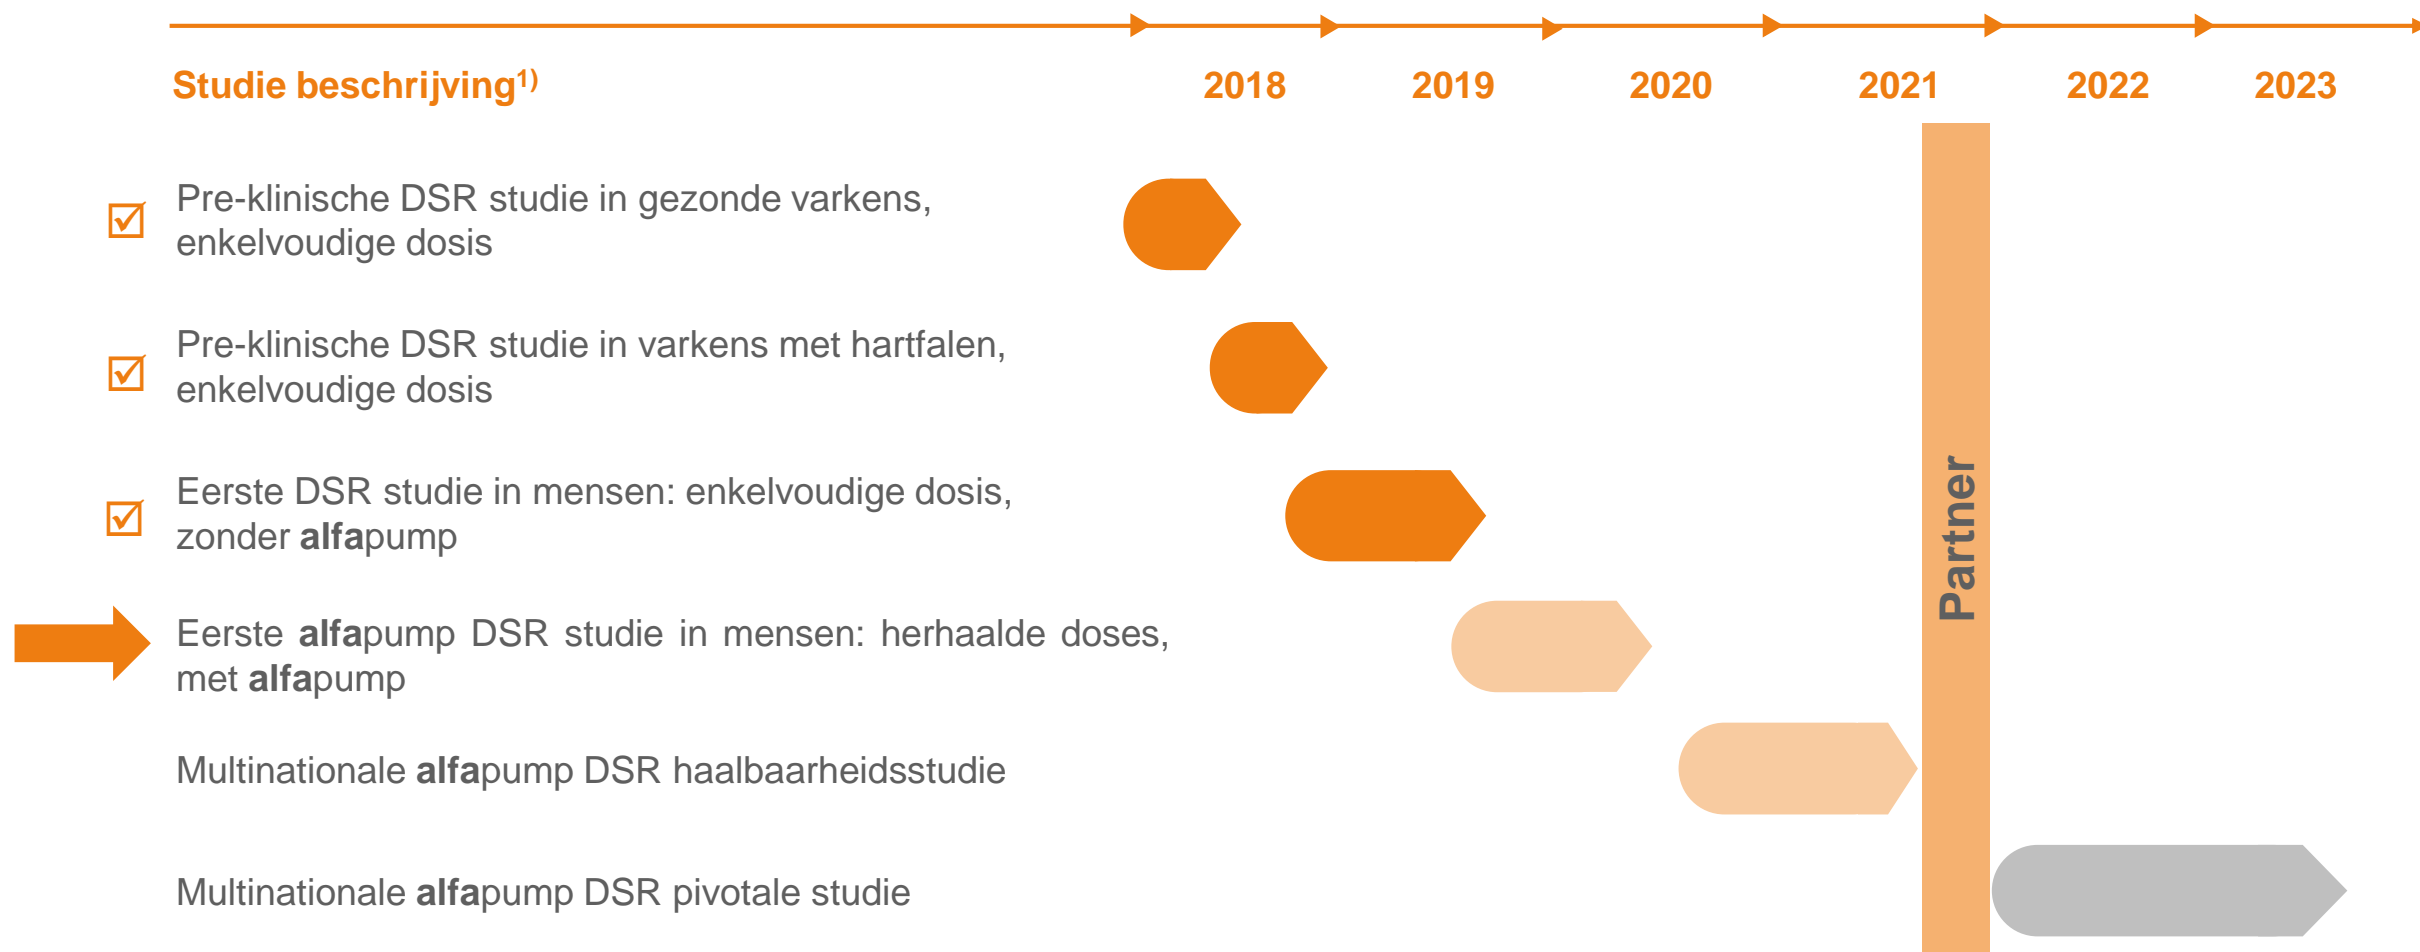 Studie beschrijving1) 2018 2019 2020 2021 2022 2023
Pre-klinische DSR studie in gezonde varkens,
enkelvoudige dosis
Pre-klinische DSR studie in varkens met hartfalen,
enkelvoudige dosis
Eerste DSR studie in mensen: enkelvoudige dosis,
zonder alfapump
Eerste alfapump DSR studie in mensen: herhaalde doses,
met alfapump
Multinationale alfapump DSR haalbaarheidsstudie
Multinationale alfapump DSR pivotale studie
Partner